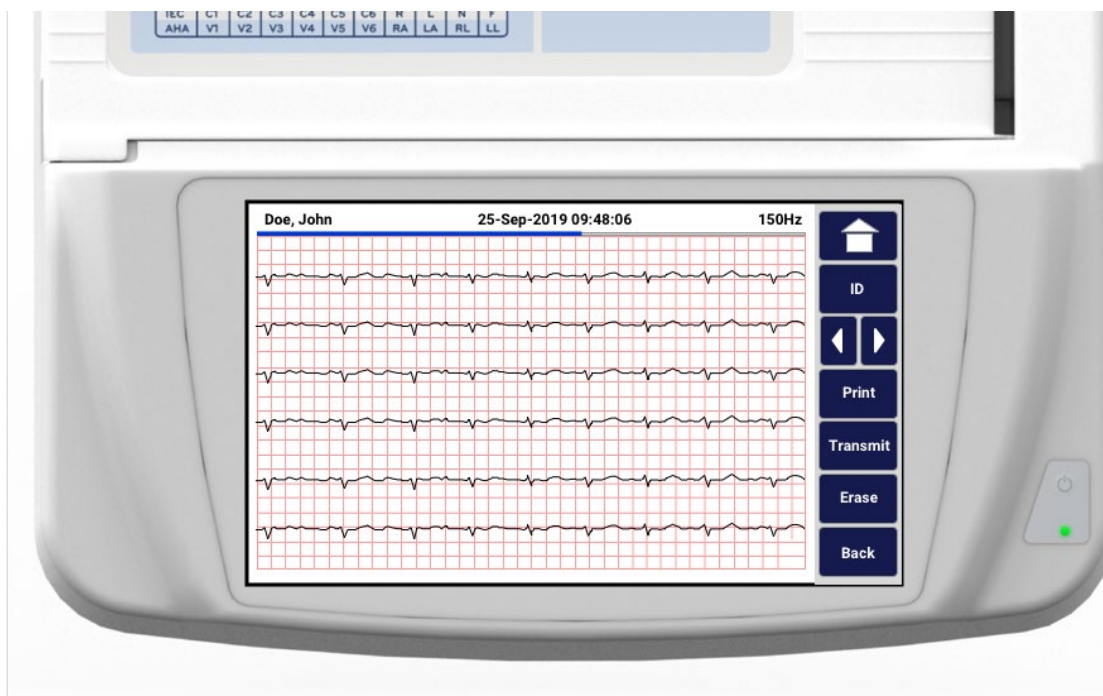 IEC C1 C2 C3 C4 C5 C6 R L N F
AHA V1 V2 V3 V4 V5 V6 RA LA RL LL
Doe, John 25-Sep-2019 09:48:06 150Hz
ID
Print
Transmit
Erase
Back